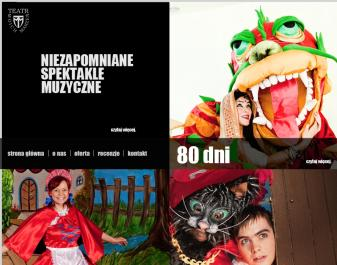 TEATR
NIEZAPOMNIANE
SPEKTAKLE
MUZYCZNE
czytaj więcej
strona główna | o nas | oferta | recenzje | kontakt
80 dni
czytaj więcej